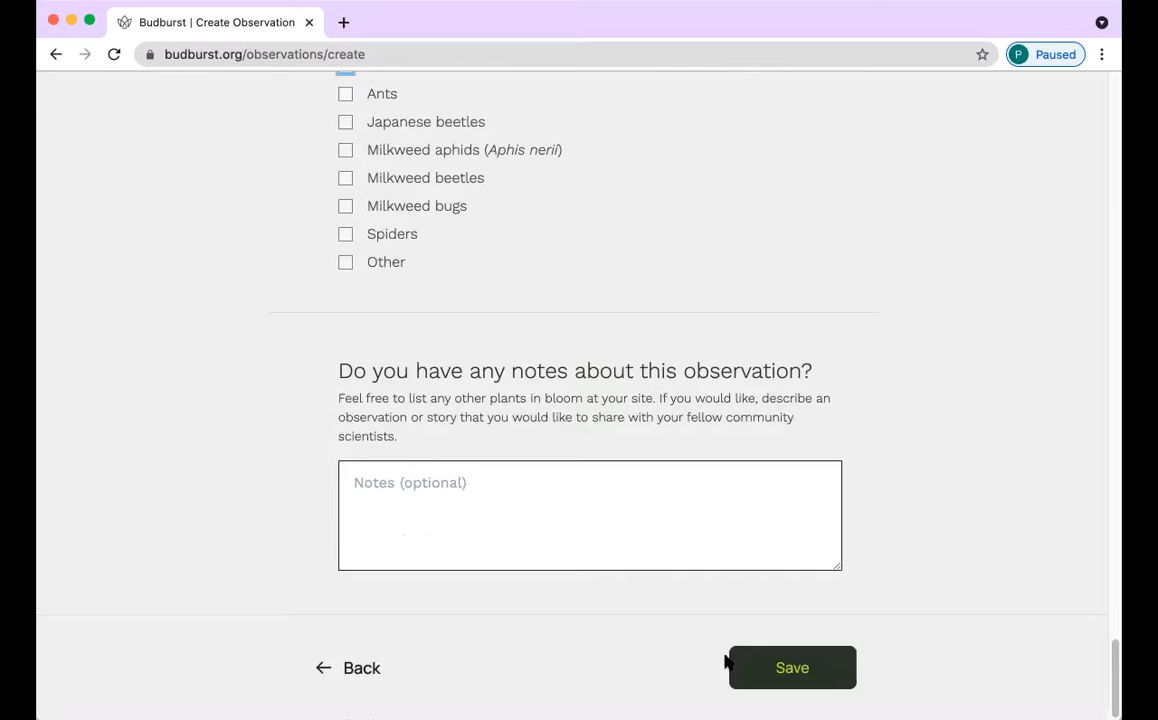 Budburst | Create Observation
budburst.org/observations/create
P Paused
Ants
Japanese beetles
Milkweed aphids (Aphis nerii)
Milkweed beetles
Milkweed bugs
Spiders
Other
Do you have any notes about this observation?
Feel free to list any other plants in bloom at your site. If you would like, describe an
observation or story that you would like to share with your fellow community
scientists.
Notes (optional)
Back
Save